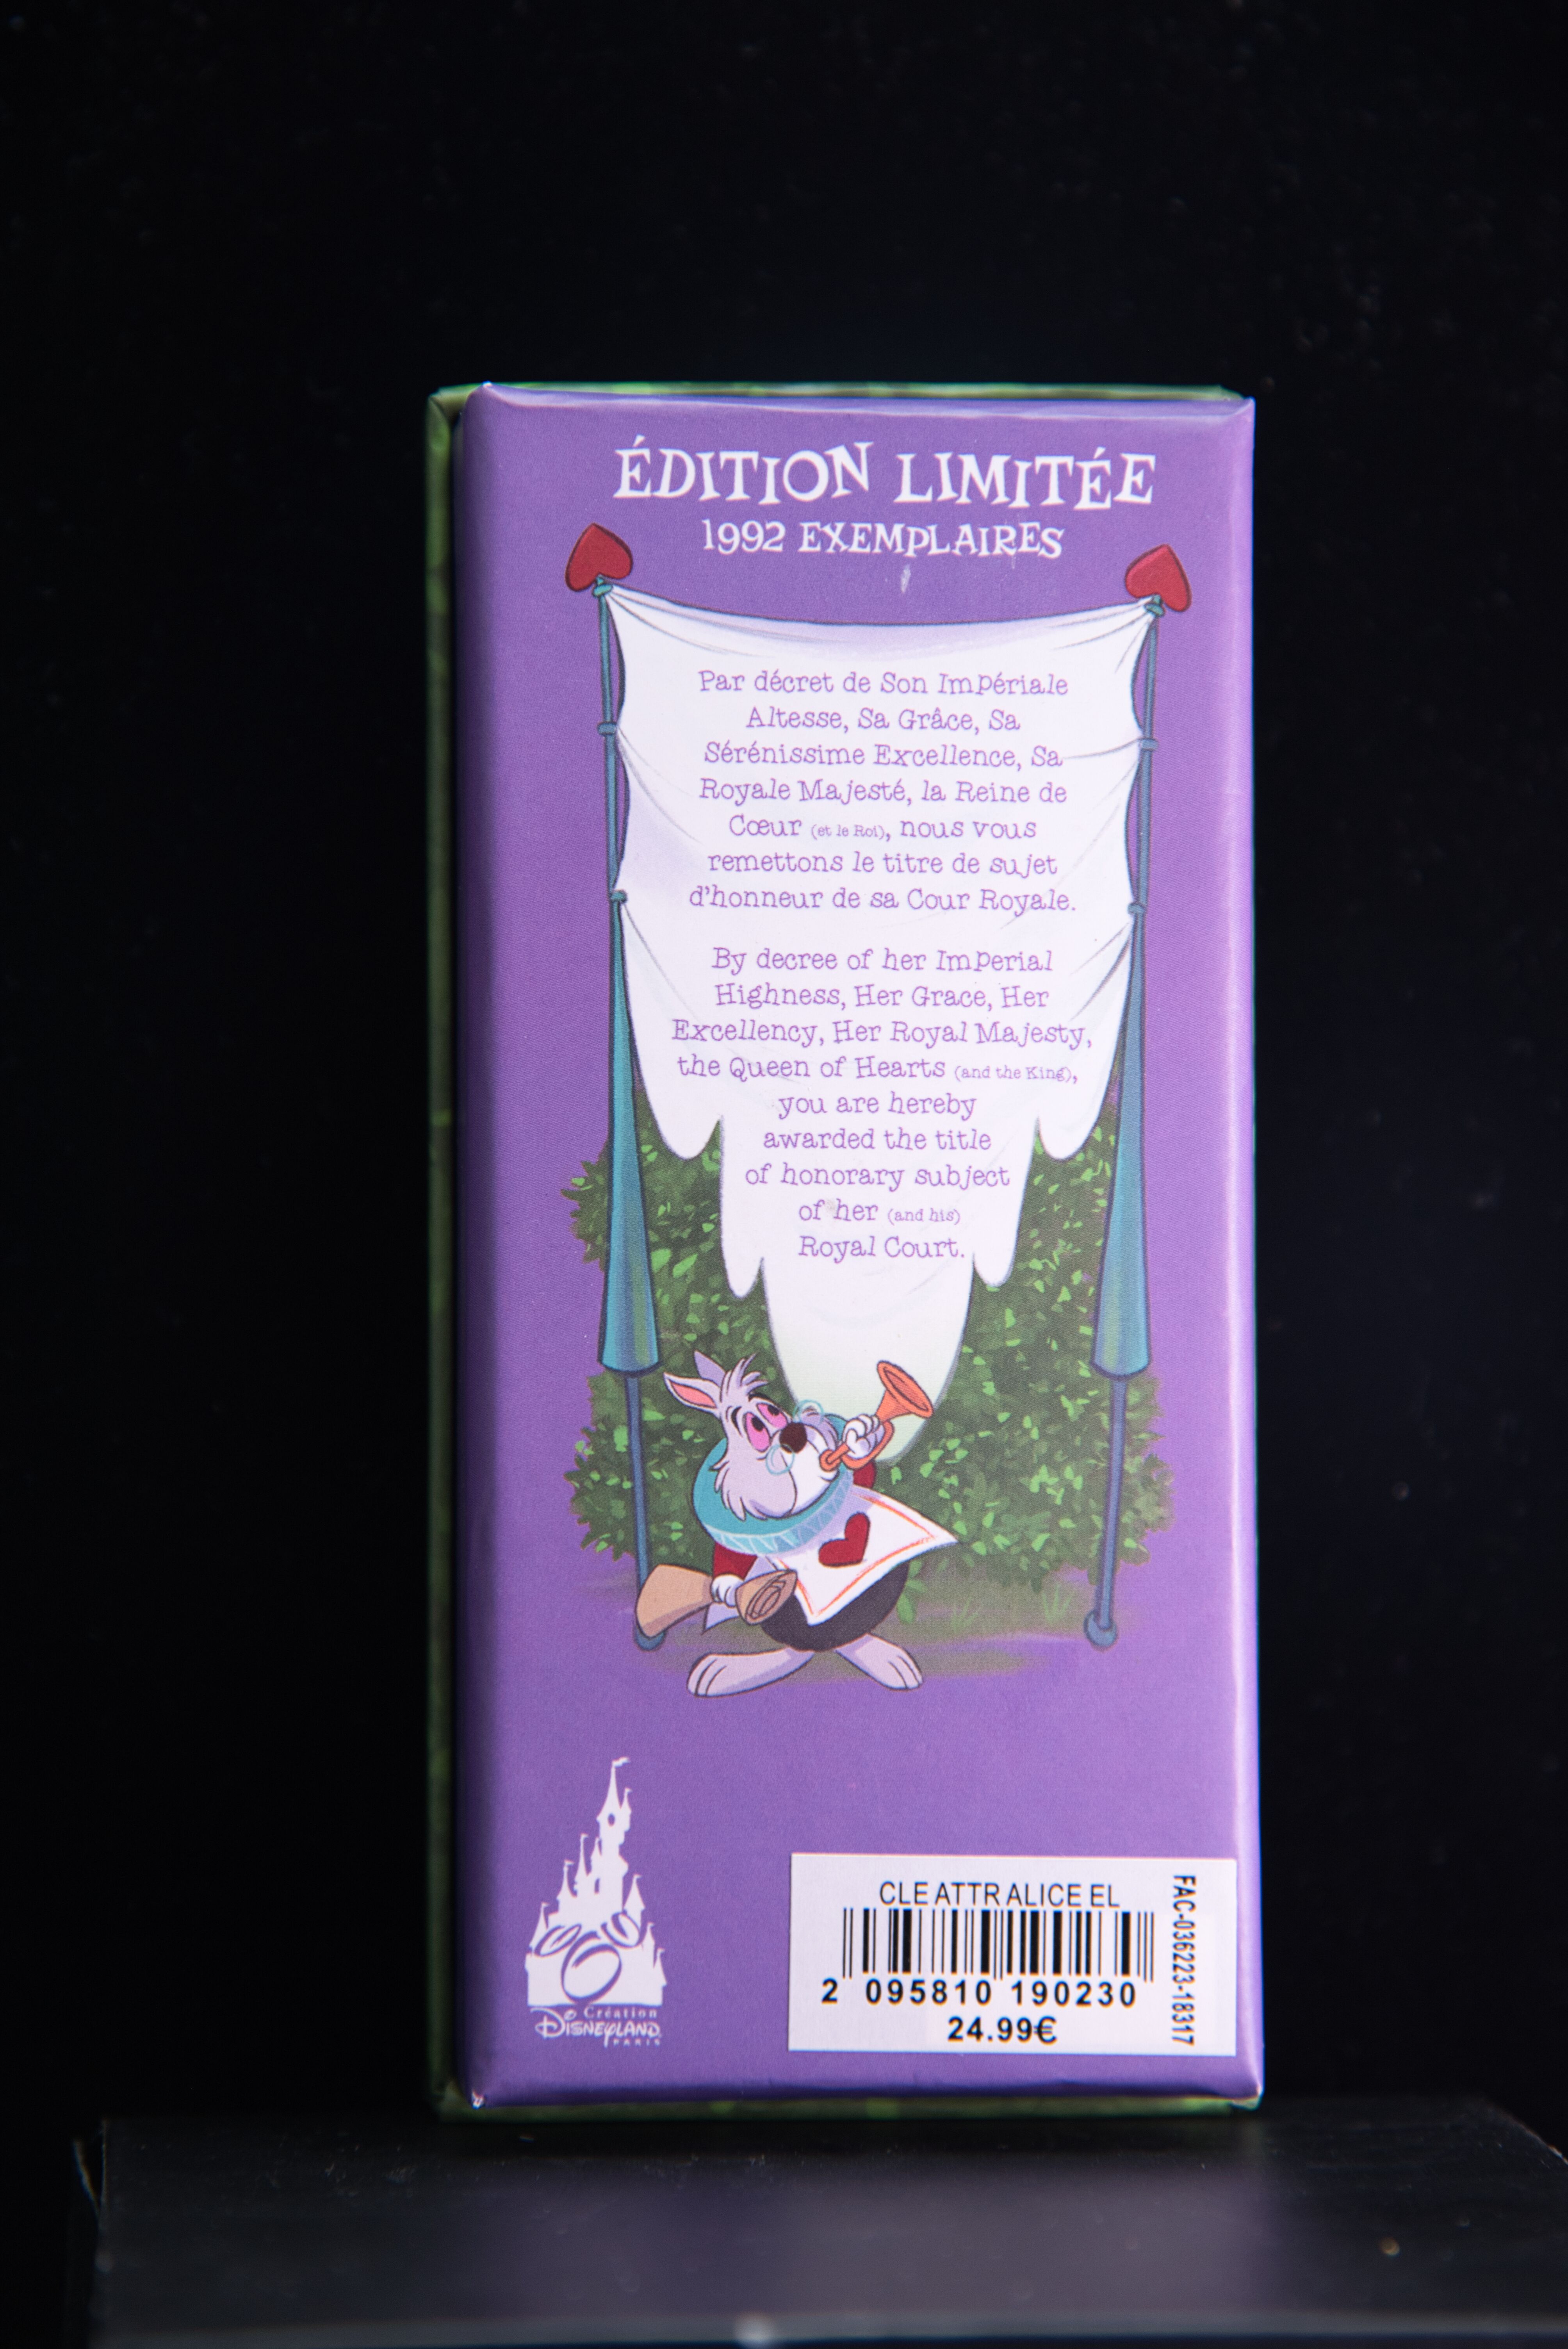 ÉDITION LIMITÉE
1992 EXEMPLAIRES
Par décret de Son Impériale
Altesse, Sa Grâce, Sa
Sérénissime Excellence, Sa
Royale Majesté, la Reine de
Cœur (et le Roi), nous vous
remettons le titre de sujet
d'honneur de sa Cour Royale.
By decree of her Imperial
Highness, Her Grace, Her
Excellency, Her Royal Majesty,
the Queen of Hearts (and the King),
you are hereby
awarded the title
of honorary subject
of her (and his)
Royal Court.
Création
DISNEYLAND
PARIS
CLE ATTR ALICE EL
2 095810 190230
24.99€
FAC-036223-18317